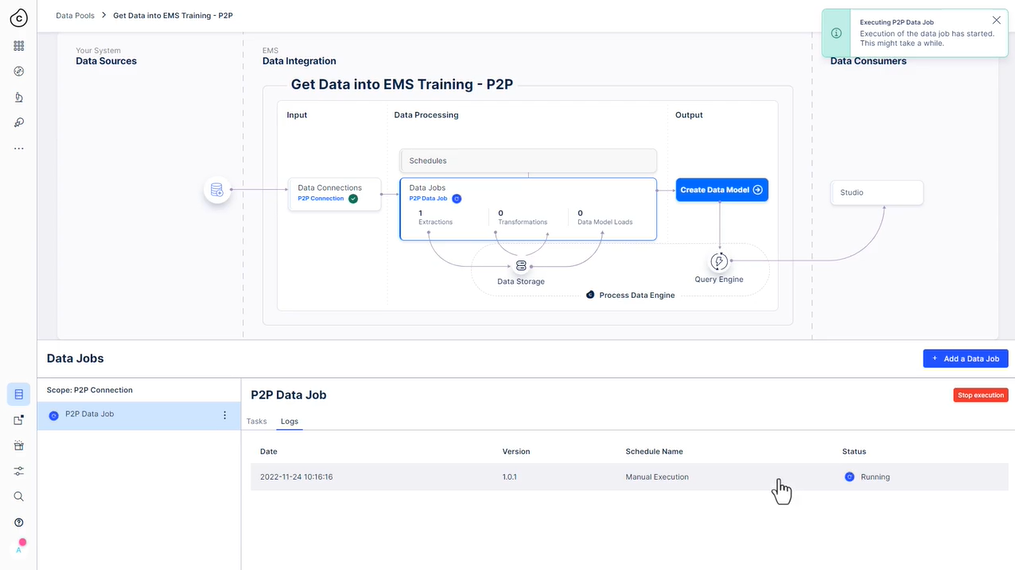 Data Pools
Get Data into EMS Training - P2P
Executing P2P Data Job
Execution of the data job has started.
This might take a while.
Your System
Data Sources
EMS
Data Integration
Data Consumers
Get Data into EMS Training - P2P
Input
Data Processing
Output
Schedules
Data Connections
P2P Connection
Data Jobs
P2P Data Job
1
Extractions
0
Transformations
0
Data Model Loads
Create Data Model
Studio
Data Storage
Query Engine
Process Data Engine
Data Jobs
+ Add a Data Job
Scope: P2P Connection
P2P Data Job
P2P Data Job
Stop execution
Tasks
Logs
Date
Version
Schedule Name
Status
2022-11-24 10:16:16
1.0.1
Manual Execution
Running
A